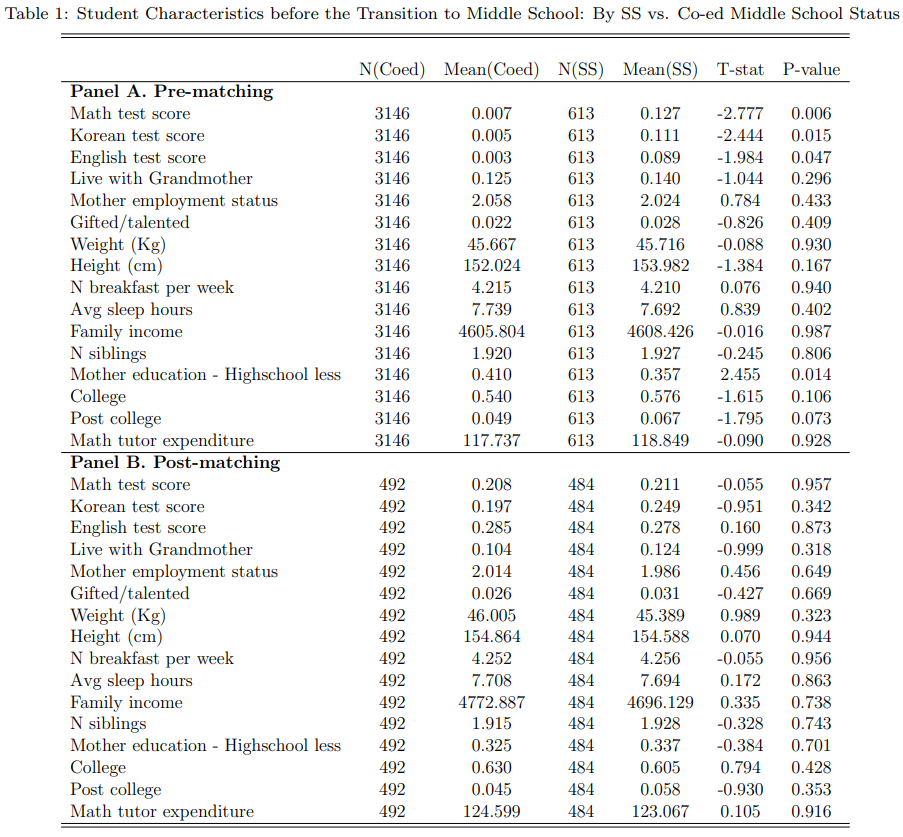 Table 1: Student Characteristics before the Transition to Middle School: By SS vs. Co-ed Middle School Status
N(Coed) Mean(Coed) N(SS) Mean(SS) T-stat P-value
Panel A. Pre-matching
Math test score 3146 0.007 613 0.127 -2.777 0.006
Korean test score 3146 0.005 613 0.111 -2.444 0.015
English test score 3146 0.003 613 0.089 -1.984 0.047
Live with Grandmother 3146 0.125 613 0.140 -1.044 0.296
Mother employment status 3146 2.058 613 2.024 0.784 0.433
Gifted/talented 3146 0.022 613 0.028 -0.826 0.409
Weight (Kg) 3146 45.667 613 45.716 -0.088 0.930
Height (cm) 3146 152.024 613 153.982 -1.384 0.167
N breakfast per week 3146 4.215 613 4.210 0.076 0.940
Avg sleep hours 3146 7.739 613 7.692 0.839 0.402
Family income 3146 4605.804 613 4608.426 -0.016 0.987
N siblings 3146 1.920 613 1.927 -0.245 0.806
Mother education - Highschool less 3146 0.410 613 0.357 2.455 0.014
College 3146 0.540 613 0.576 -1.615 0.106
Post college 3146 0.049 613 0.067 -1.795 0.073
Math tutor expenditure 3146 117.737 613 118.849 -0.090 0.928
Panel B. Post-matching
Math test score 492 0.208 484 0.211 -0.055 0.957
Korean test score 492 0.197 484 0.249 -0.951 0.342
English test score 492 0.285 484 0.278 0.160 0.873
Live with Grandmother 492 0.104 484 0.124 -0.999 0.318
Mother employment status 492 2.014 484 1.986 0.456 0.649
Gifted/talented 492 0.026 484 0.031 -0.427 0.669
Weight (Kg) 492 46.005 484 45.389 0.989 0.323
Height (cm) 492 154.864 484 154.588 0.070 0.944
N breakfast per week 492 4.252 484 4.256 -0.055 0.956
Avg sleep hours 492 7.708 484 7.694 0.172 0.863
Family income 492 4772.887 484 4696.129 0.335 0.738
N siblings 492 1.915 484 1.928 -0.328 0.743
Mother education - Highschool less 492 0.325 484 0.337 -0.384 0.701
College 492 0.630 484 0.605 0.794 0.428
Post college 492 0.045 484 0.058 -0.930 0.353
Math tutor expenditure 492 124.599 484 123.067 0.105 0.916